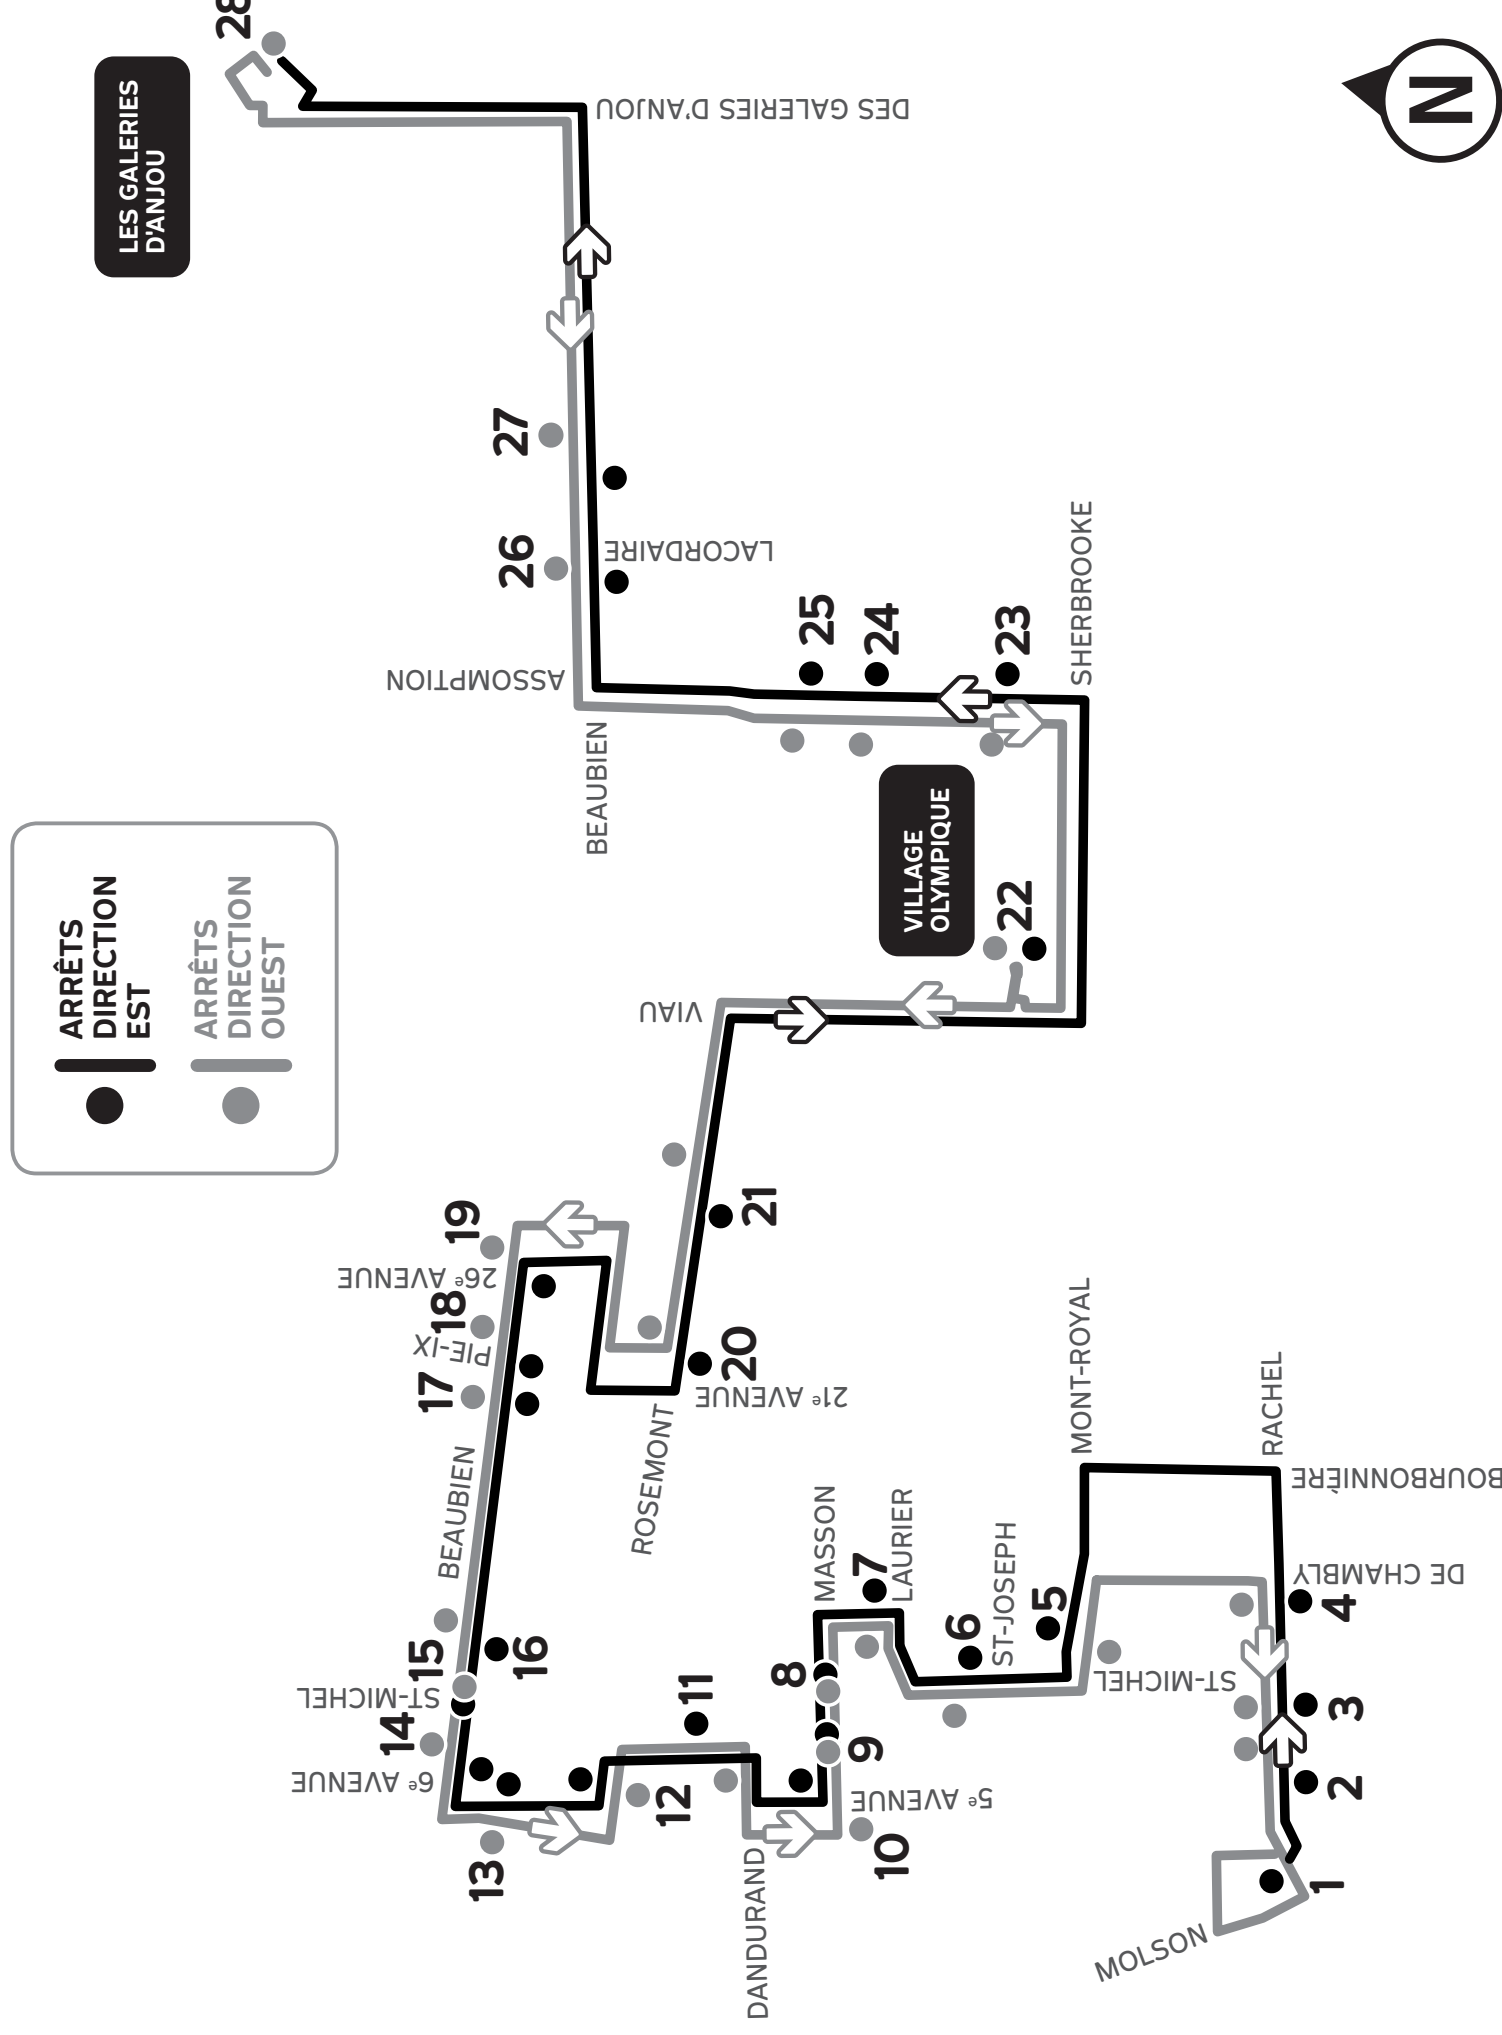 28
LES GALERIES
D'ANJOU
DES GALERIES D'ANJOU
N
27
26
LACORDAIRE
25
24
23
SHERBROOKE
ASSOMPTION
BEAUBIEN
VILLAGE
OLYMPIQUE
22
ARRÊTS
DIRECTION
EST
ARRÊTS
DIRECTION
OUEST
VIAU
21
19
26e AVENUE
18
PIE-IX
17
20
21e AVENUE
ROSEMONT
BEAUBIEN
MONT-ROYAL
RACHEL
BOURBONNIÈRE
DE CHAMBLY
MASSON
LAURIER
7
ST-JOSEPH
6
5
4
ST-MICHEL
3
2
1
MOLSON
15
16
ST-MICHEL
14
6e AVENUE
13
12
11
8
9
5e AVENUE
10
DANDURAND